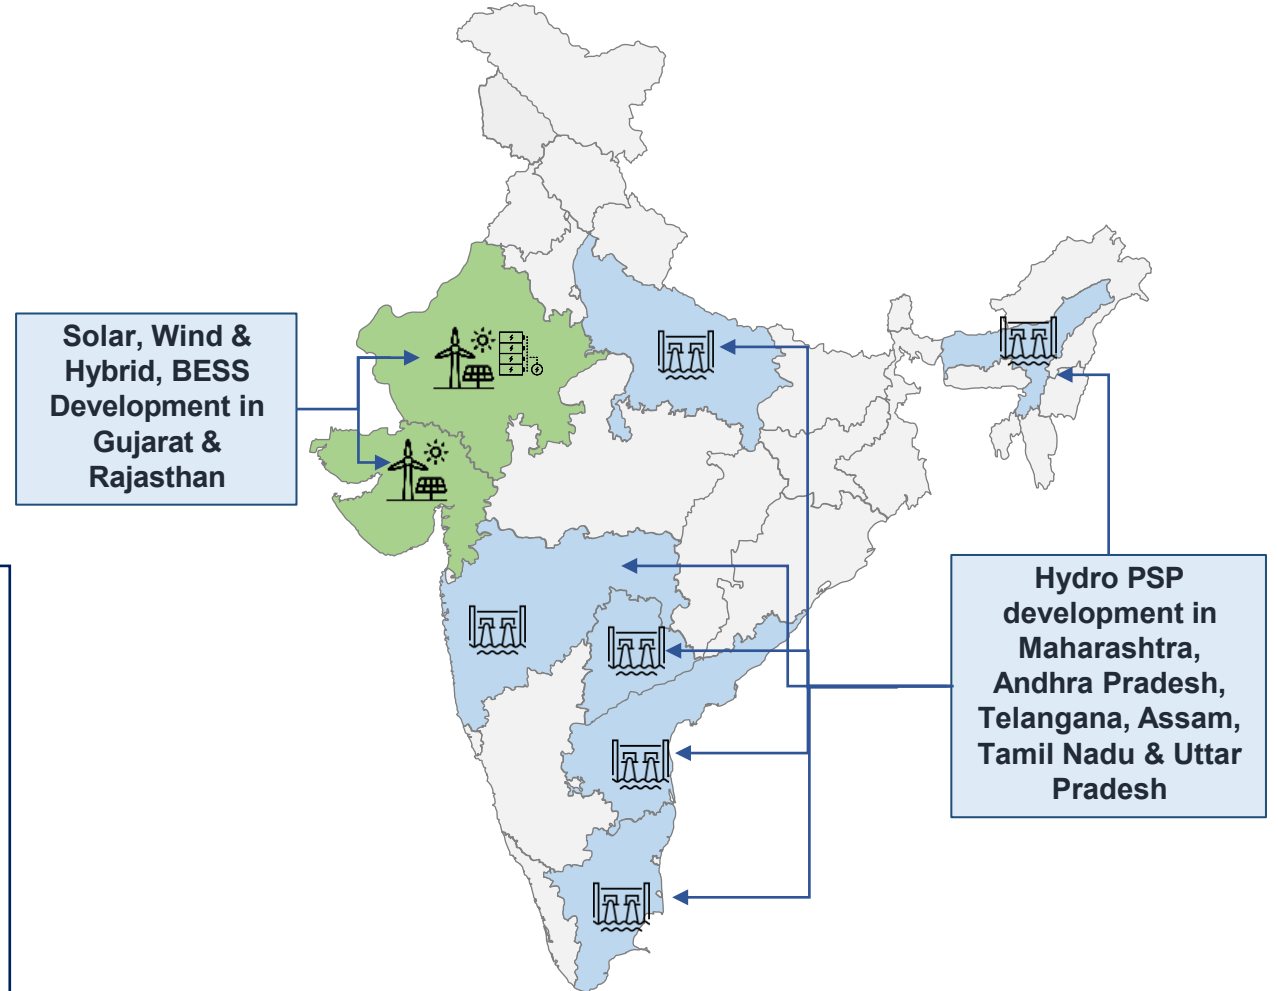 Solar, Wind &
Hybrid, BESS
Development in
Gujarat &
Rajasthan
Hydro PSP
development in
Maharashtra,
Andhra Pradesh,
Telangana, Assam,
Tamil Nadu & Uttar
Pradesh